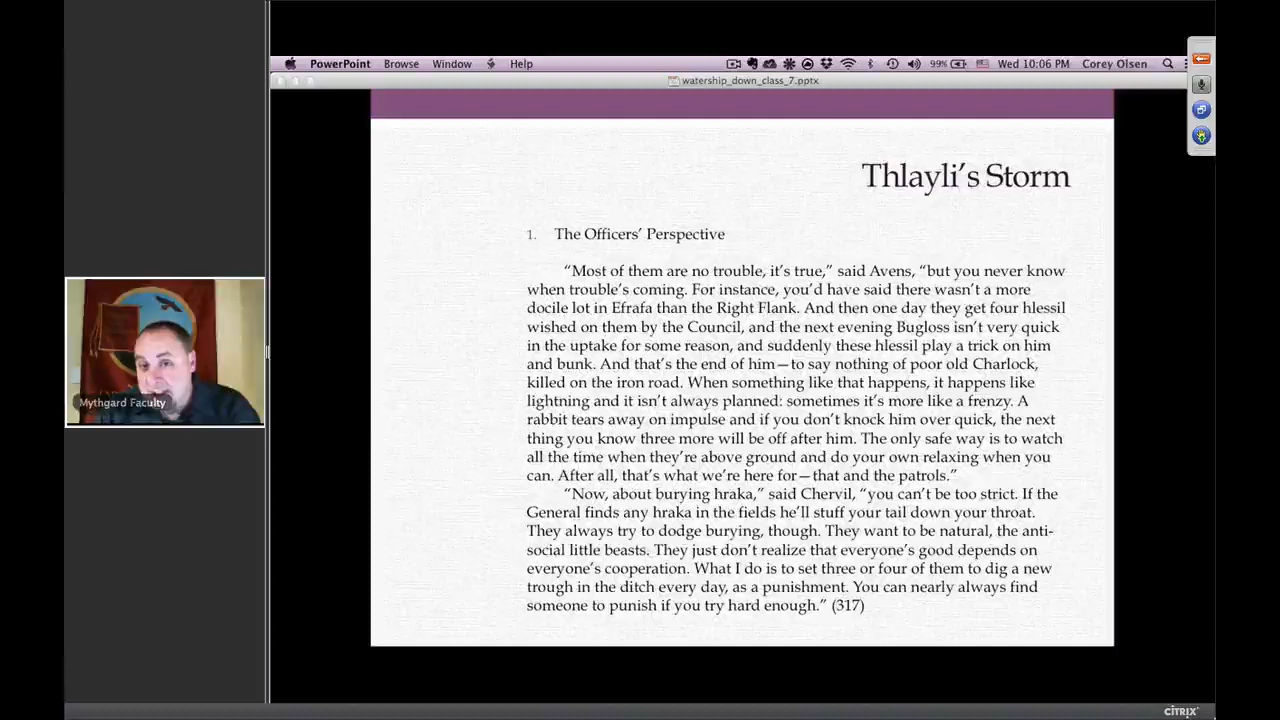 PowerPoint Browse Window Help 99% Wed 10:06 PM Corey Olsen
watership_down_class_7.pptx
Thlayli's Storm
1. The Officers' Perspective
“Most of them are no trouble, it's true,” said Avens, “but you never know
when trouble's coming. For instance, you'd have said there wasn't a more
docile lot in Efrafa than the Right Flank. And then one day they get four hlessil
wished on them by the Council, and the next evening Bugloss isn't very quick
in the uptake for some reason, and suddenly these hlessil play a trick on him
and bunk. And that's the end of him—to say nothing of poor old Charlock,
killed on the iron road. When something like that happens, it happens like
lightning and it isn't always planned: sometimes it's more like a frenzy. A
rabbit tears away on impulse and if you don't knock him over quick, the next
thing you know three more will be off after him. The only safe way is to watch
all the time when they're above ground and do your own relaxing when you
can. After all, that's what we're here for—that and the patrols.”
“Now, about burying hraka,” said Chervil, “you can't be too strict. If the
General finds any hraka in the fields he'll stuff your tail down your throat.
They always try to dodge burying, though. They want to be natural, the anti-
social little beasts. They just don't realize that everyone's good depends on
everyone's cooperation. What I do is to set three or four of them to dig a new
trough in the ditch every day, as a punishment. You can nearly always find
someone to punish if you try hard enough.” (317)
Mythgard Faculty
CITRIX